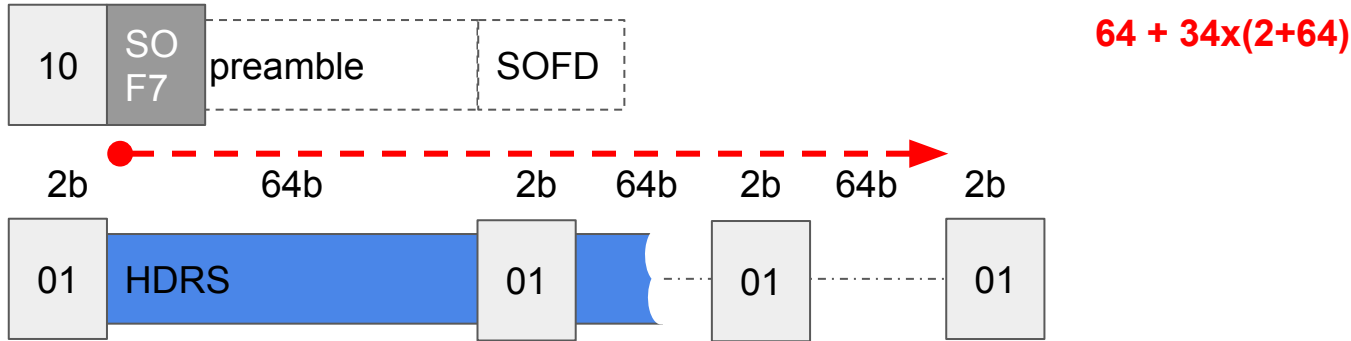 64 + 34x(2+64)
10 SO preamble SOFD
F7
2b 64b 2b 64b 2b 64b 2b
01 HDRS 01 01 01